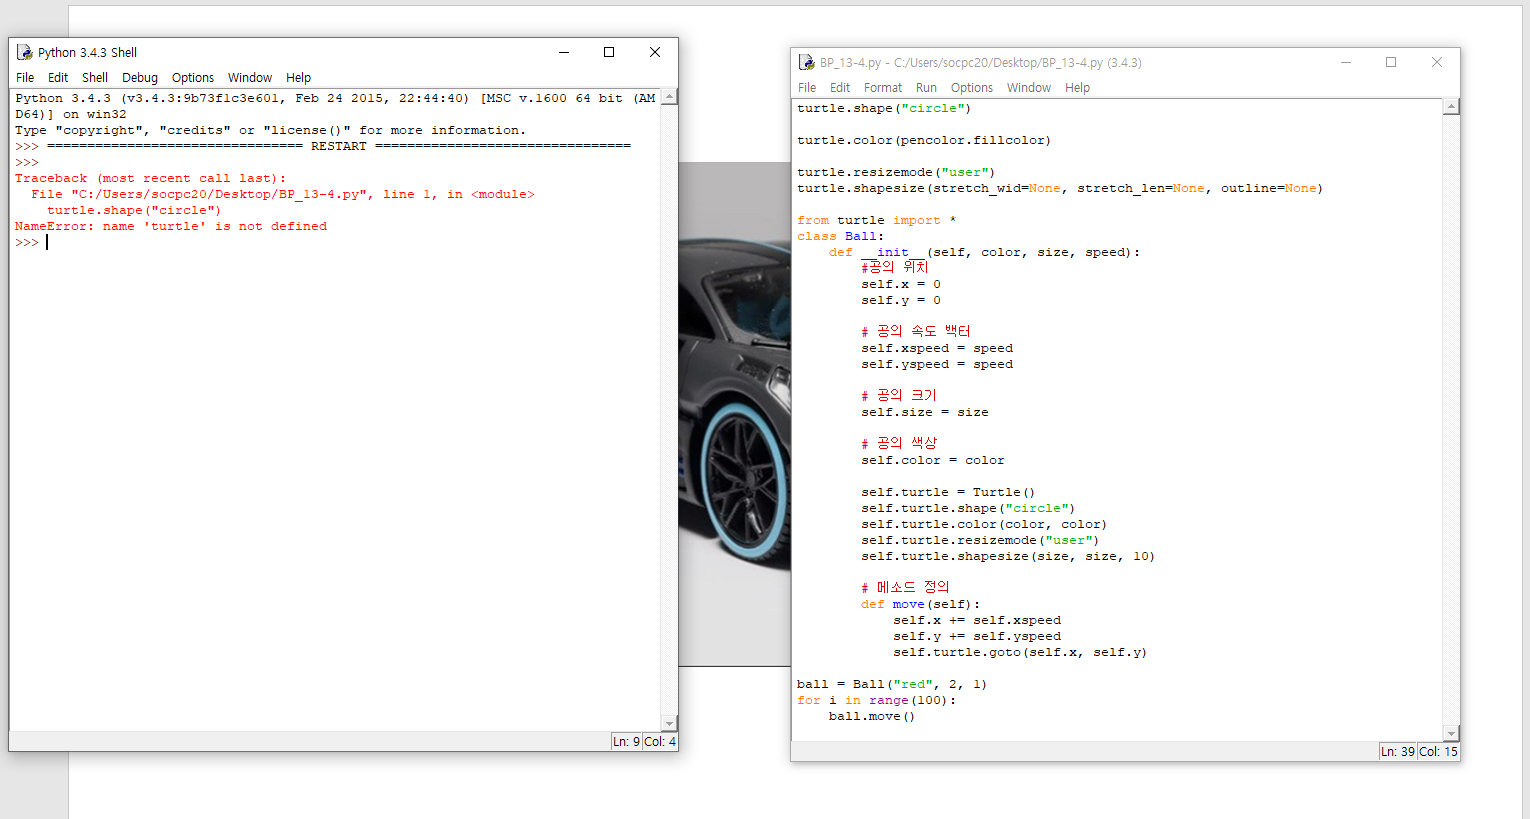 Python 3.4.3 Shell
File Edit Shell Debug Options Window Help
Python 3.4.3 (v3.4.3:9b73f1c3e601, Feb 24 2015, 22:44:40) [MSC v.1600 64 bit (AM
D64)] on win32
Type "copyright", "credits" or "license()" for more information.
>>> ================================ RESTART ================================
>>>
Traceback (most recent call last):
  File "C:/Users/socpc20/Desktop/BP_13-4.py", line 1, in <module>
    turtle.shape("circle")
NameError: name 'turtle' is not defined
>>>
Ln: 9 Col: 4
BP_13-4.py - C:/Users/socpc20/Desktop/BP_13-4.py (3.4.3)
File Edit Format Run Options Window Help
turtle.shape("circle")
turtle.color(pencolor.fillcolor)
turtle.resizemode("user")
turtle.shapesize(stretch_wid=None, stretch_len=None, outline=None)
from turtle import *
class Ball:
    def __init__(self, color, size, speed):
        #공의 위치
        self.x = 0
        self.y = 0
        # 공의 속도 백터
        self.xspeed = speed
        self.yspeed = speed
        # 공의 크기
        self.size = size
        # 공의 색상
        self.color = color
        self.turtle = Turtle()
        self.turtle.shape("circle")
        self.turtle.color(color, color)
        self.turtle.resizemode("user")
        self.turtle.shapesize(size, size, 10)
        # 메소드 정의
        def move(self):
            self.x += self.xspeed
            self.y += self.yspeed
            self.turtle.goto(self.x, self.y)
ball = Ball("red", 2, 1)
for i in range(100):
    ball.move()
Ln: 39 Col: 15